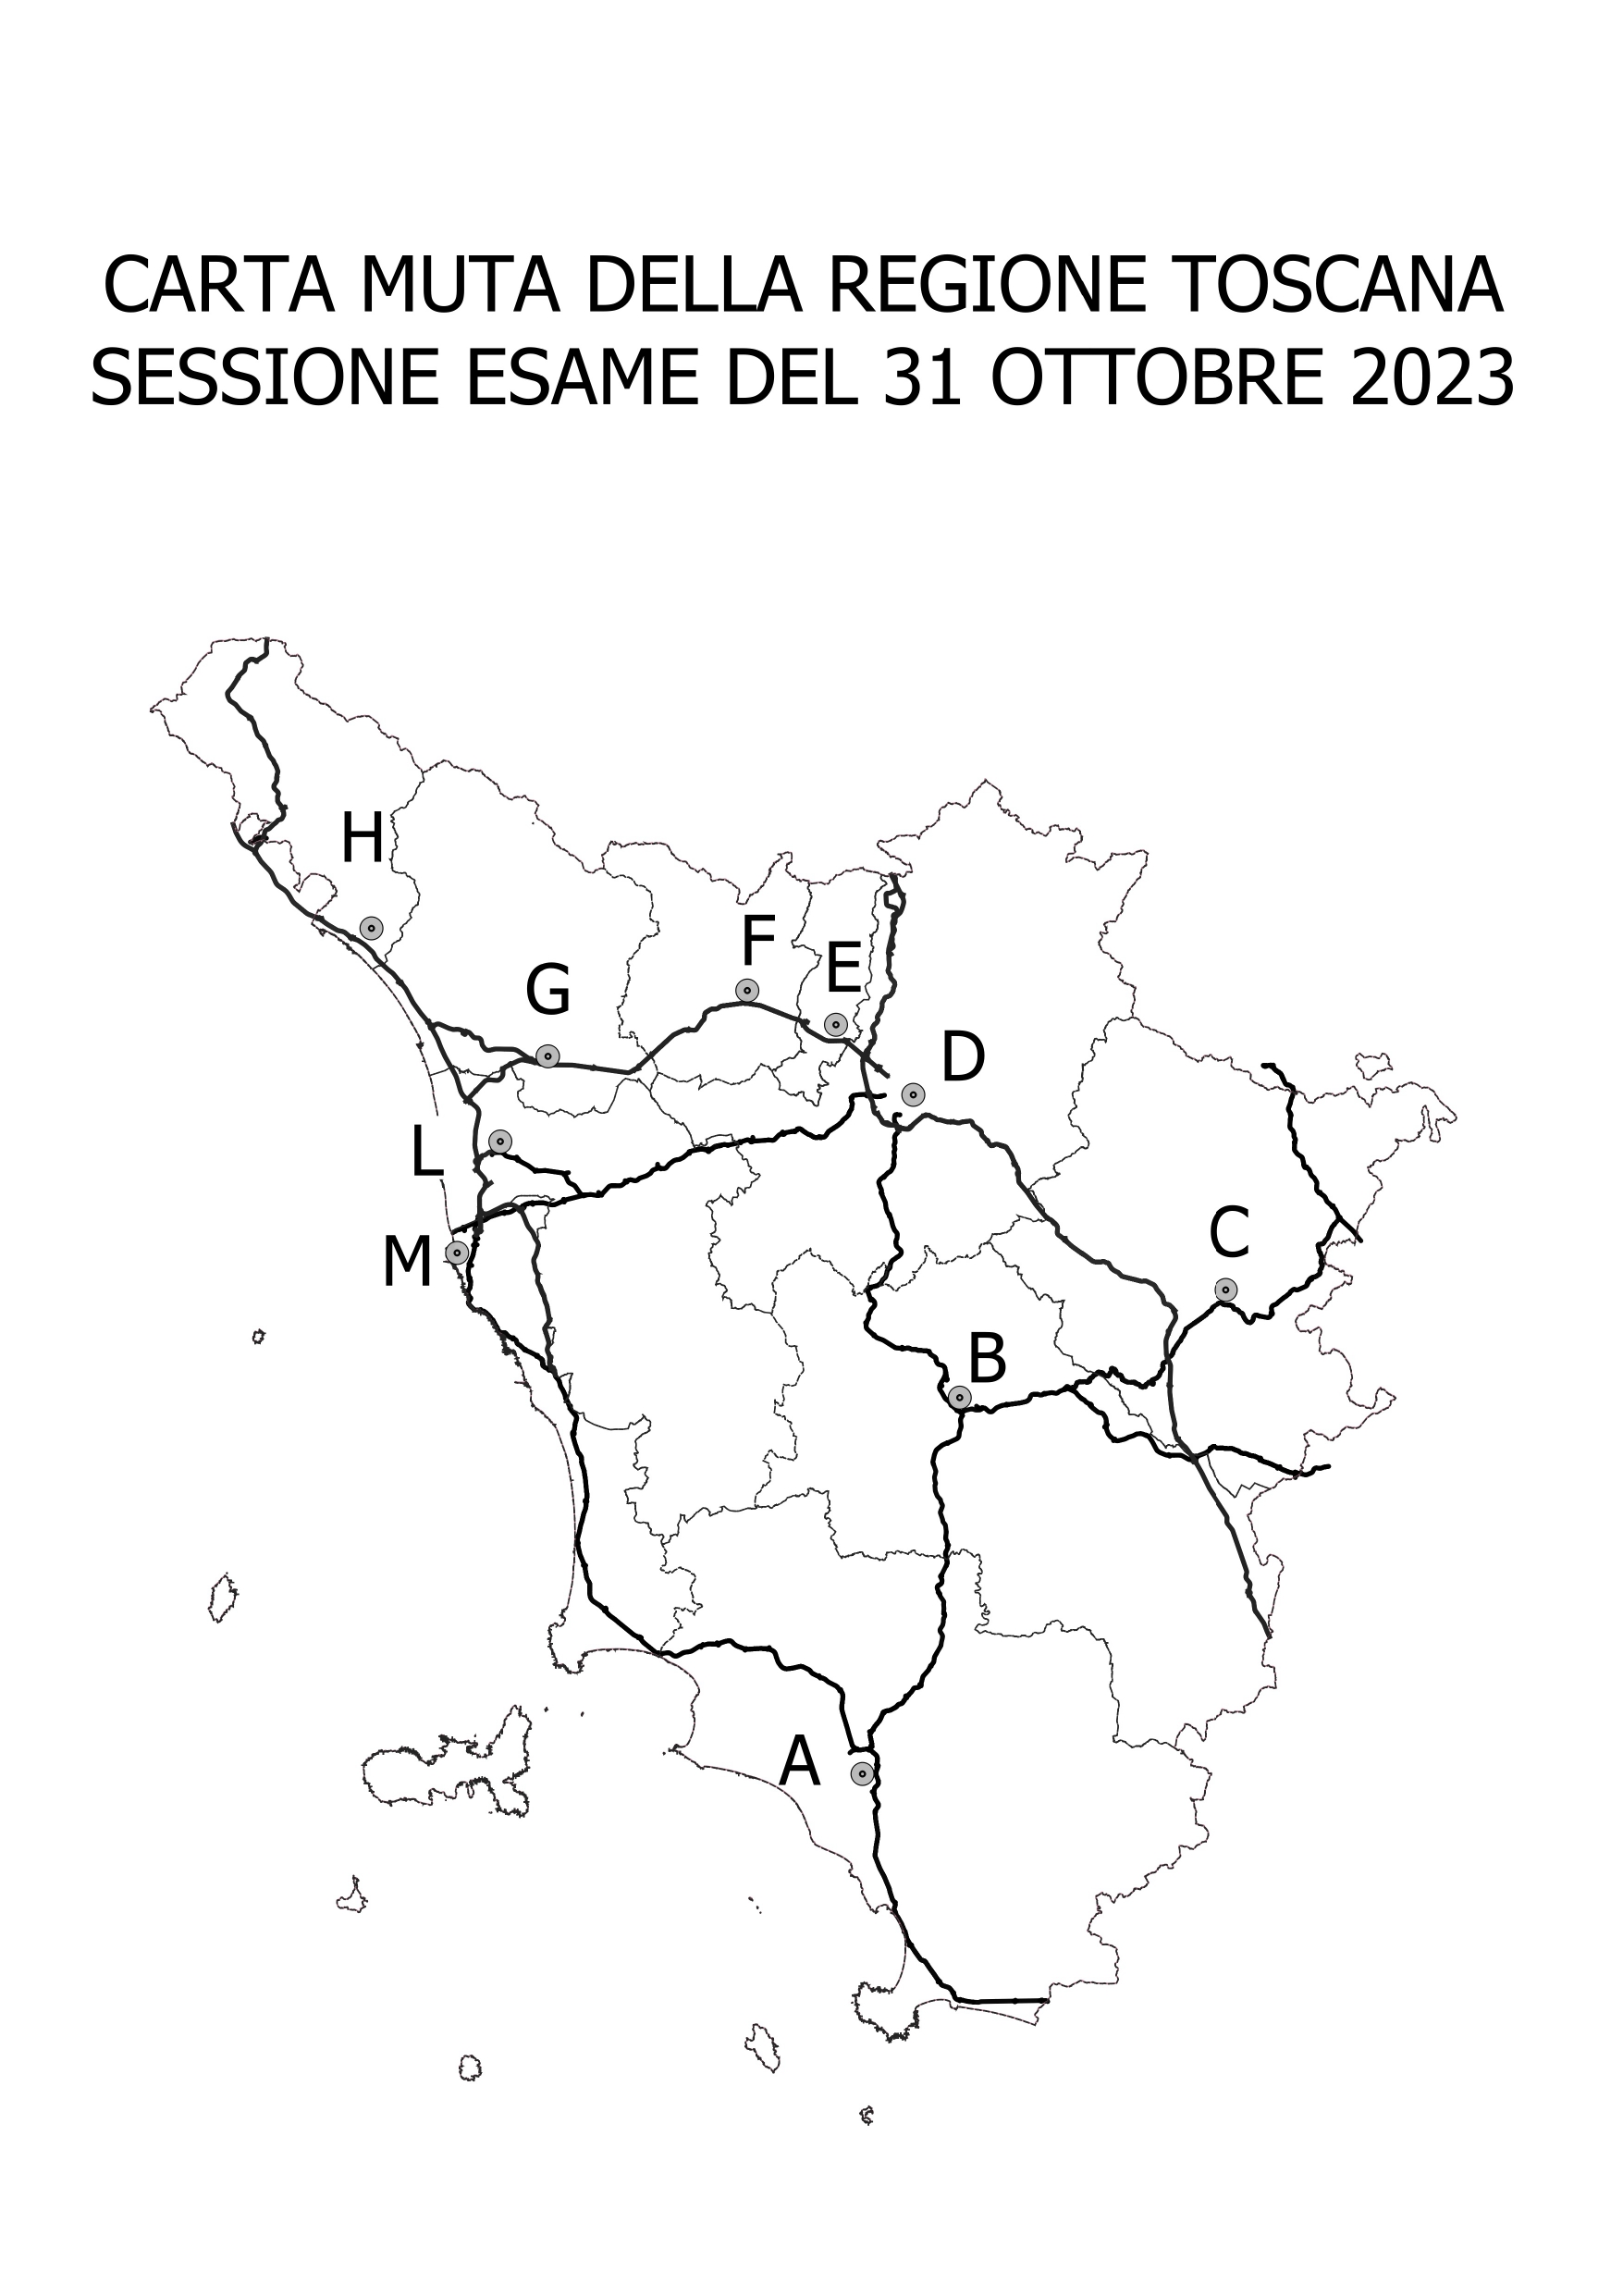 CARTA MUTA DELLA REGIONE TOSCANA
SESSIONE ESAME DEL 31 OTTOBRE 2023
H
F
E
G
D
L
C
M
B
A